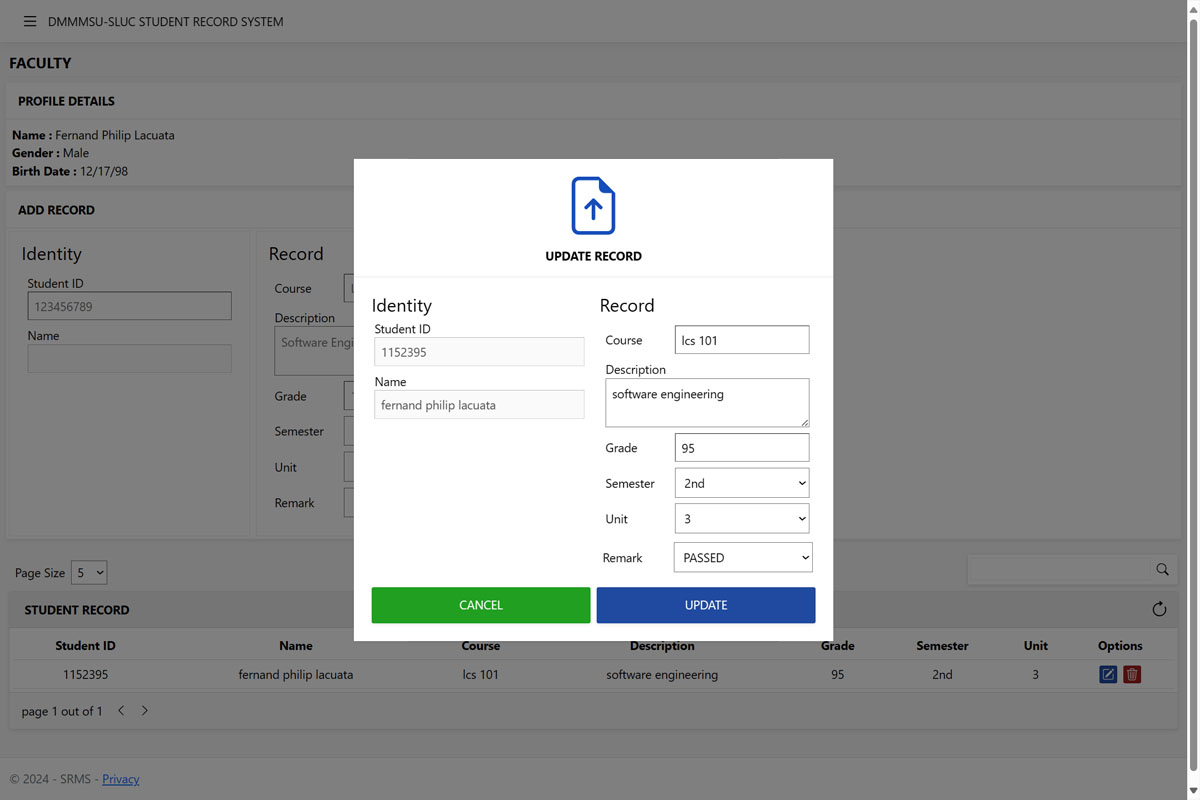 DMMMSU-SLUC STUDENT RECORD SYSTEM
FACULTY
PROFILE DETAILS
Name : Fernand Philip Lacuata
Gender : Male
Birth Date : 12/17/98
ADD RECORD
Identity
Student ID
123456789
Name
Record
Course
Description
Software Engi
Grade
Semester
Unit
Remark
UPDATE RECORD
Identity
Student ID
1152395
Name
fernand philip lacuata
Record
Course lcs 101
Description
software engineering
Grade 95
Semester 2nd
Unit 3
Remark PASSED
CANCEL UPDATE
Page Size 5
STUDENT RECORD
Student ID Name Course Description Grade Semester Unit Options
1152395 fernand philip lacuata lcs 101 software engineering 95 2nd 3
page 1 out of 1
© 2024 - SRMS - Privacy